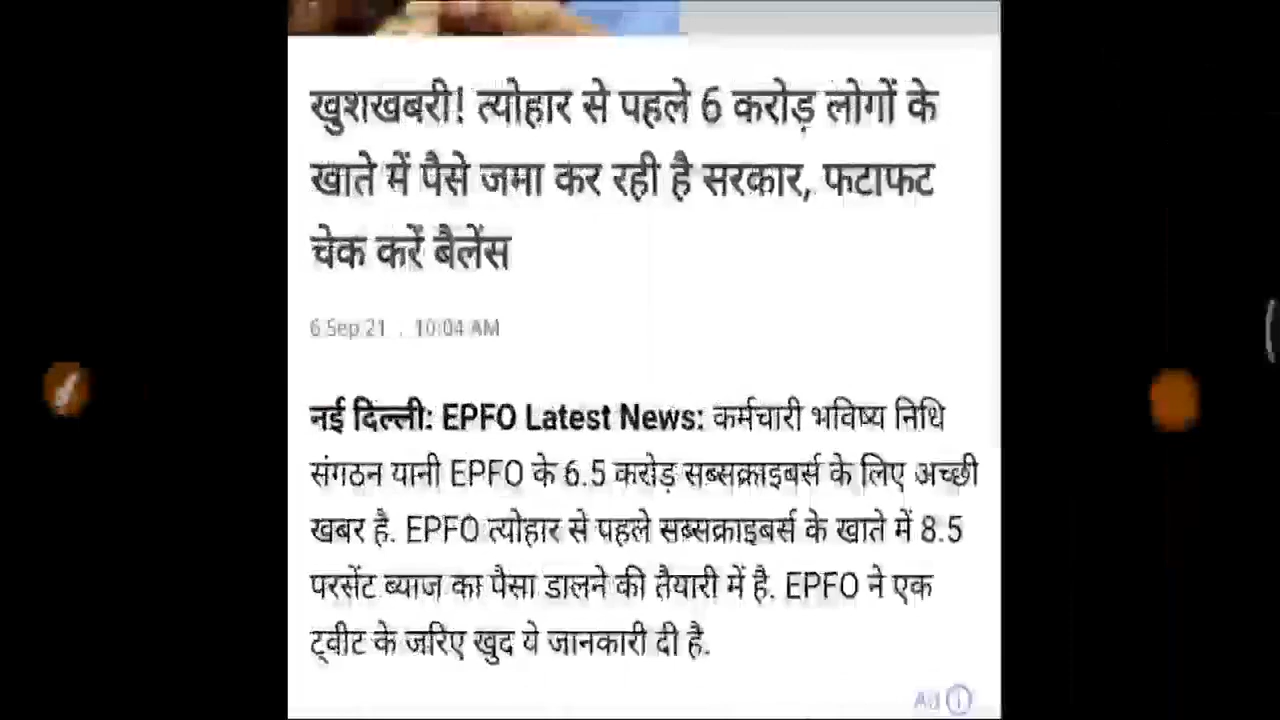 खुशखबरी! त्योहार से पहले 6 करोड़ लोगों के
खाते में पैसे जमा कर रही है सरकार, फटाफट
चेक करें बैलेंस
6 Sep 21 . 10:04 AM
नई दिल्ली: EPFO Latest News: कर्मचारी भविष्य निधि
संगठन यानी EPFO के 6.5 करोड़ सब्सक्राइबर्स के लिए अच्छी
खबर है. EPFO त्योहार से पहले सब्सक्राइबर्स के खाते में 8.5
परसेंट ब्याज का पैसा डालने की तैयारी में है. EPFO ने एक
ट्वीट के जरिए खुद ये जानकारी दी है.
Ad